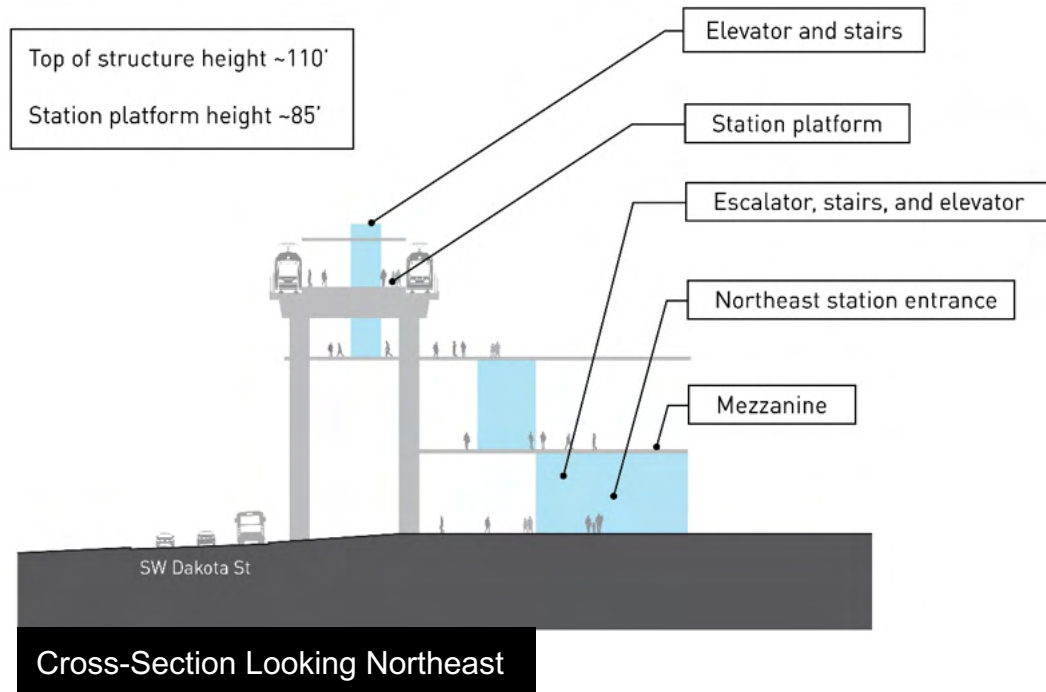 Top of structure height ~110’
Station platform height ~85’
Elevator and stairs
Station platform
Escalator, stairs, and elevator
Northeast station entrance
Mezzanine
SW Dakota St
Cross-Section Looking Northeast